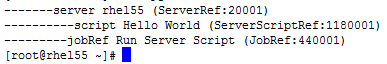 --------server rhel55 (ServerRef:20001)
-----------script Hello World (ServerScriptRef:1180001)
----------jobRef Run Server Script (JobRef:440001)
[root@rhel55 ~]#